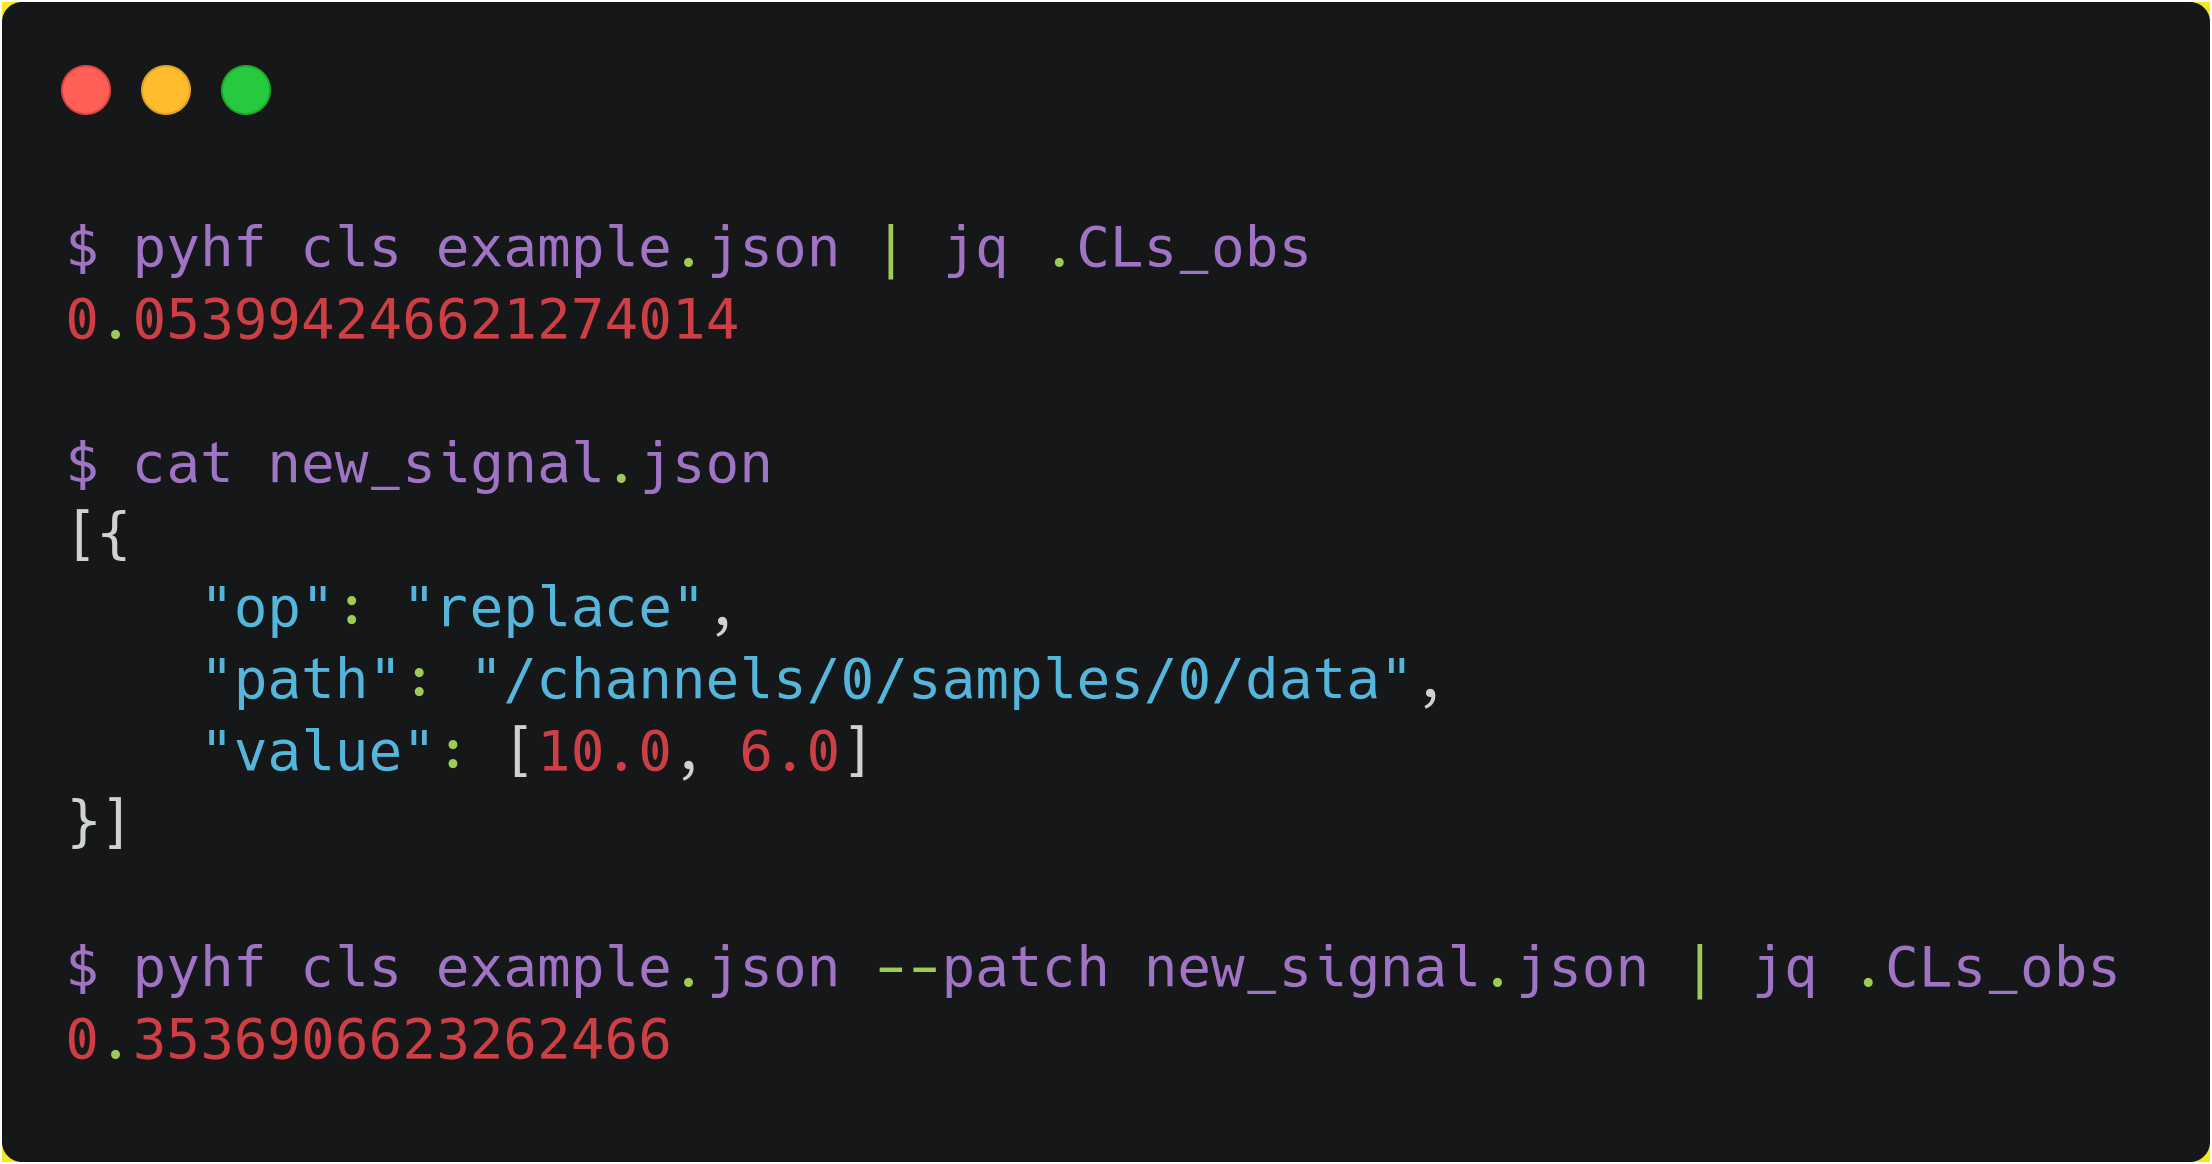 $ pyhf cls example.json | jq .CLs_obs
0.053994246621274014
$ cat new_signal.json
[{
    "op": "replace",
    "path": "/channels/0/samples/0/data",
    "value": [10.0, 6.0]
}]
$ pyhf cls example.json --patch new_signal.json | jq .CLs_obs
0.3536906623262466